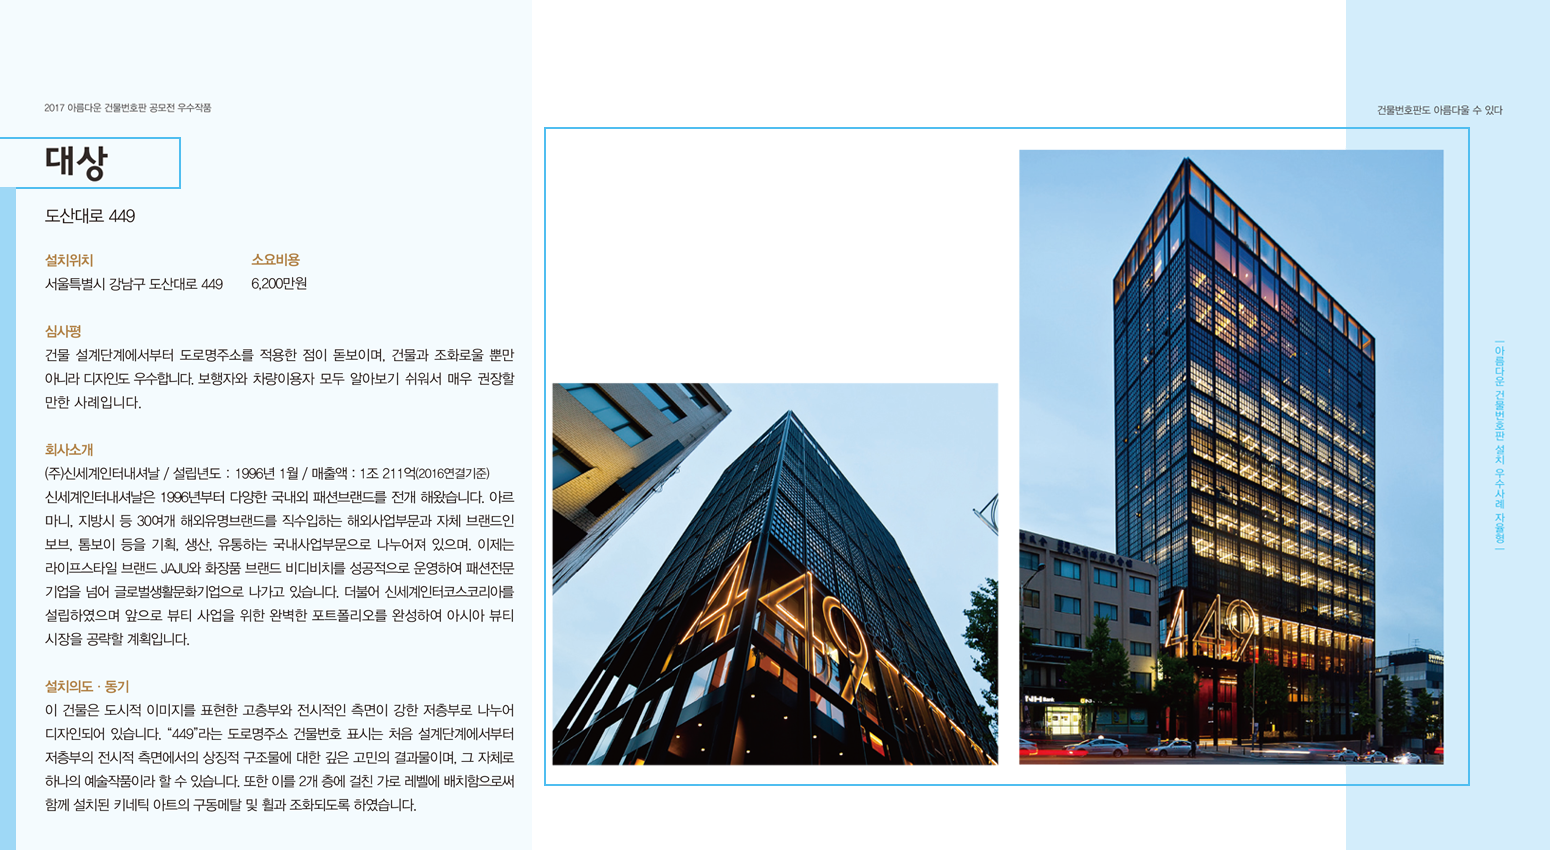 2017 아름다운 건물번호판 공모전 우수작품
건물번호판도 아름다울 수 있다
대상
도산대로 449
설치위치
서울특별시 강남구 도산대로 449
소요비용
6,200만원
심사평
건물 설계단계에서부터 도로명주소를 적용한 점이 돋보이며, 건물과 조화로울 뿐만
아니라 디자인도 우수합니다. 보행자와 차량이용자 모두 알아보기 쉬워서 매우 권장할
만한 사례입니다.
회사소개
(주)신세계인터내셔날 / 설립년도 : 1996년 1월 / 매출액 : 1조 211억(2016연결기준)
신세계인터내셔날은 1996년부터 다양한 국내외 패션브랜드를 전개 해왔습니다. 아르
마니, 지방시 등 30여개 해외유명브랜드를 직수입하는 해외사업부문과 자체 브랜드인
보브, 톰보이 등을 기획, 생산, 유통하는 국내사업부문으로 나누어져 있으며, 이제는
라이프스타일 브랜드 JAJU와 화장품 브랜드 비디비치를 성공적으로 운영하여 패션전문
기업을 넘어 글로벌생활문화기업으로 나가고 있습니다. 더불어 신세계인터코스코리아를
설립하였으며 앞으로 뷰티 사업을 위한 완벽한 포트폴리오를 완성하여 아시아 뷰티
시장을 공략할 계획입니다.
설치의도 · 동기
이 건물은 도시적 이미지를 표현한 고층부와 전시적인 측면이 강한 저층부로 나누어
디자인되어 있습니다. “449”라는 도로명주소 건물번호 표시는 처음 설계단계에서부터
저층부의 전시적 측면에서의 상징적 구조물에 대한 깊은 고민의 결과물이며, 그 자체로
하나의 예술작품이라 할 수 있습니다. 또한 이를 2개 층에 걸친 가로 레벨에 배치함으로써
함께 설치된 키네틱 아트의 구동메탈 및 휠과 조화되도록 하였습니다.
449
449
NH Bank
|아름다운 건물번호판 설치 우수사례 자율형|